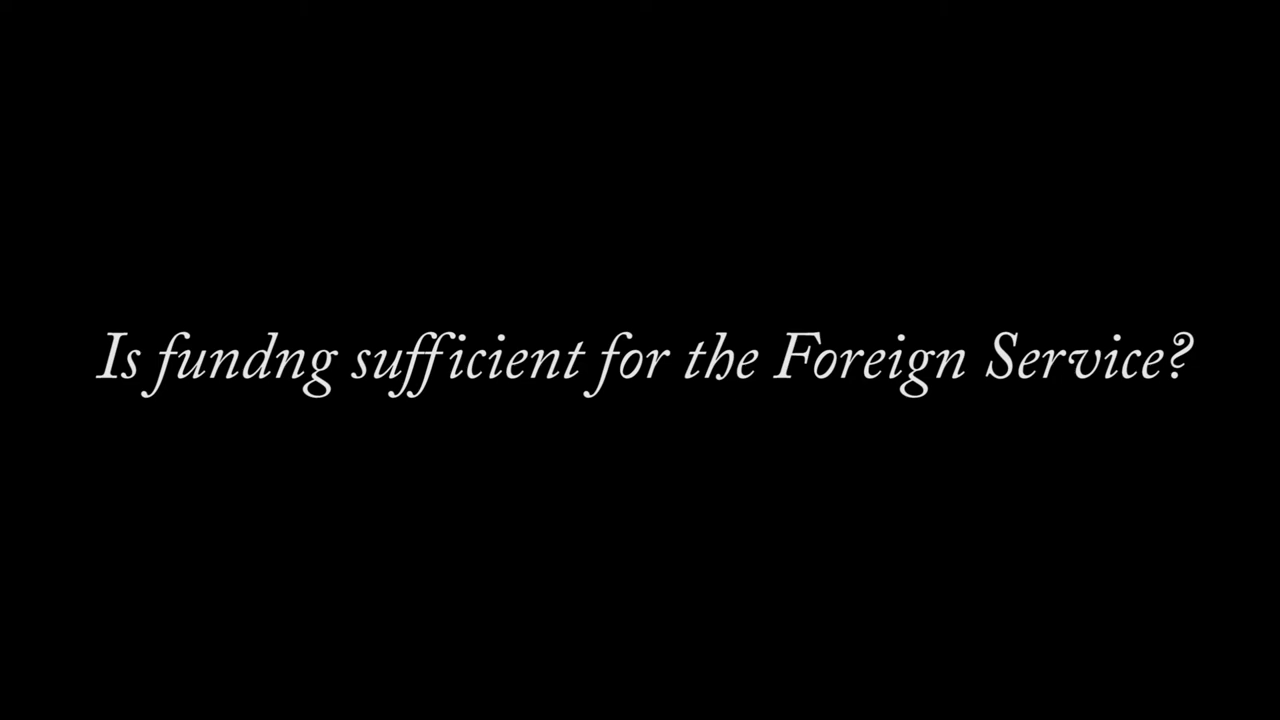 Is fundng sufficient for the Foreign Service?